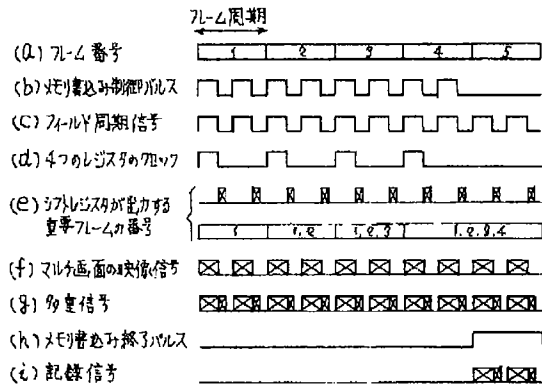 フレーム周期
(a) フレーム番号 1 2 3 4 5
(b) メモリ書込み制御パルス
(c) フィールド周期信号
(d) 4つのレジスタのクロック
(e) シフトレジスタが出力する
重要フレームの番号 1 1,2 1,2,3 1,2,3,4
(f) マルチ画面の映像信号
(g) 多重信号
(h) メモリ書込み終了パルス
(i) 記録信号